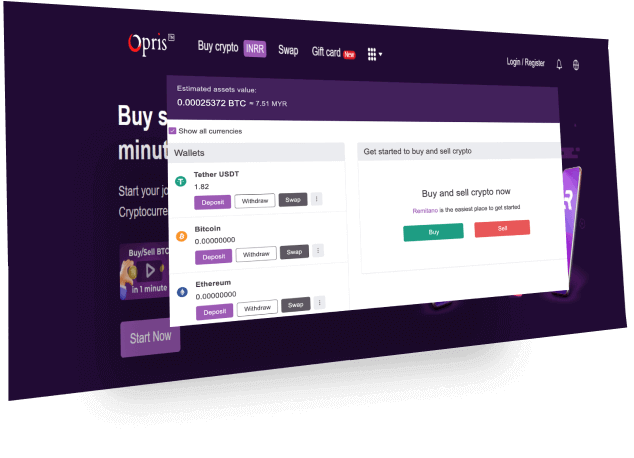 Opris TM
Buy crypto INRR Swap Gift card New
Login / Register
Estimated assets value:
0.00025372 BTC ≈ 7.51 MYR
Show all currencies
Buy s
minut
Start your jo
Cryptocurre
Buy/Sell BTC
in 1 minute
Start Now
Wallets
Tether USDT
1.82
Deposit Withdraw Swap
Bitcoin
0.00000000
Deposit Withdraw Swap
Ethereum
0.00000000
Deposit Withdraw Swap
Get started to buy and sell crypto
Buy and sell crypto now
Remitano is the easiest place to get started
Buy Sell
R